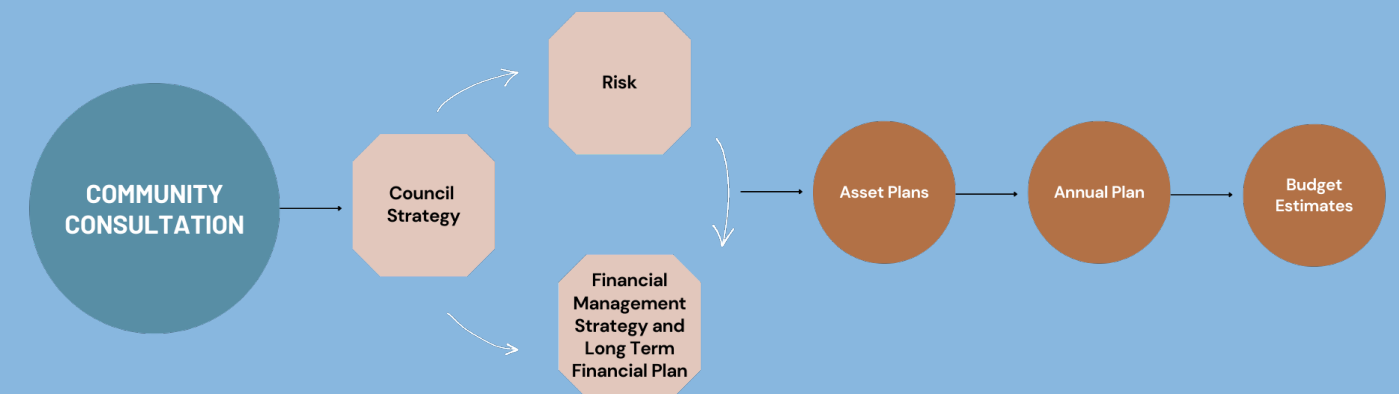 COMMUNITY
CONSULTATION
Council
Strategy
Risk
Financial
Management
Strategy and
Long Term
Financial Plan
Asset Plans
Annual Plan
Budget
Estimates